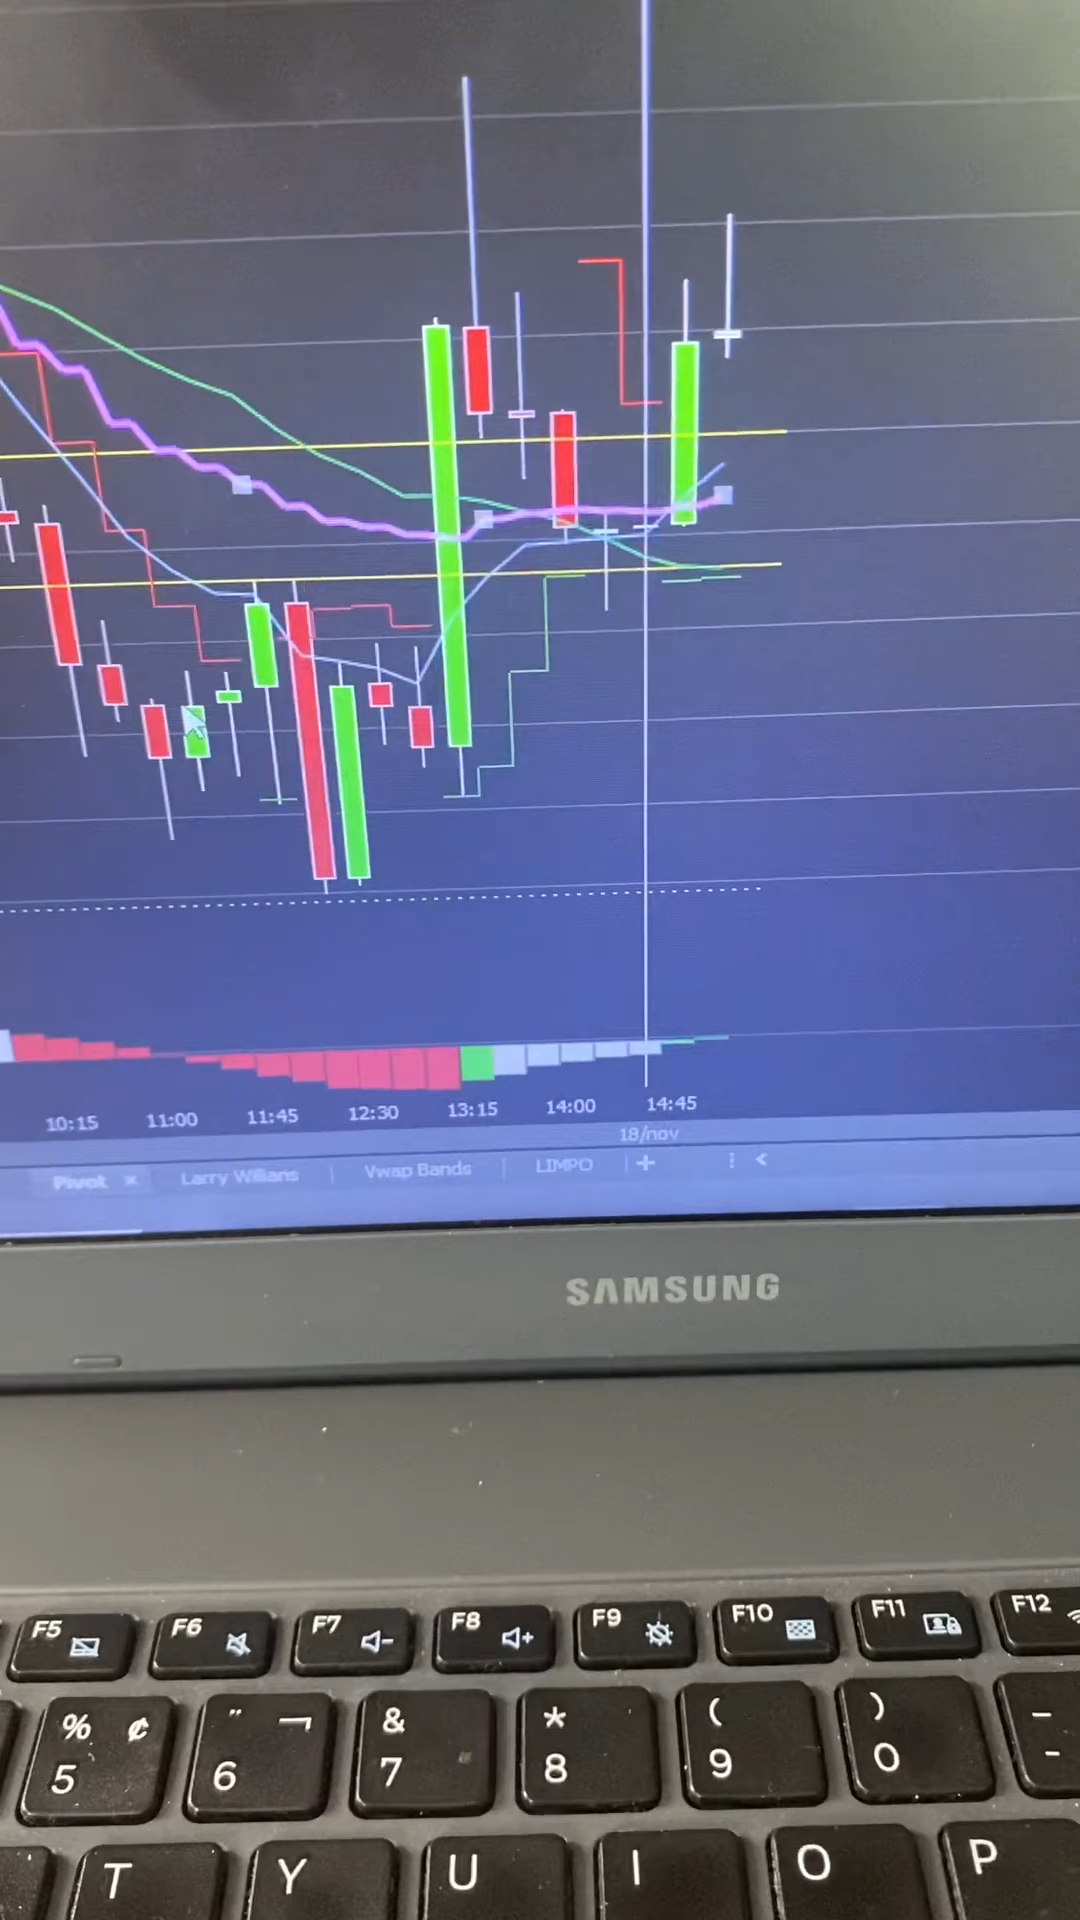 10:15 11:00 11:45 12:30 13:15 14:00 14:45
18/nov
Pivot × Larry Willians Vwap Bands LIMPO + ⋮ <
SAMSUNG
F5 F6 F7 F8 F9 F10 F11 F12
% ¢ " ¬ & * ( ) _
5 6 7 8 9 0 -
T Y U I O P